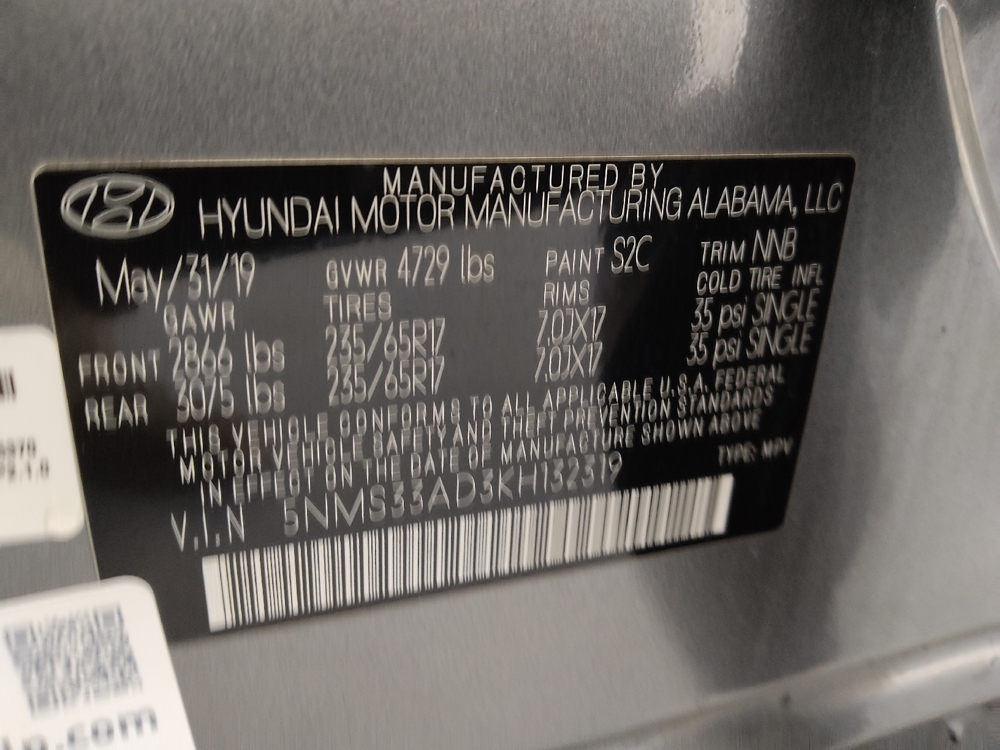 MANUFACTURED BY
HYUNDAI MOTOR MANUFACTURING ALABAMA, LLC
May/31/19 GVWR 4729 lbs PAINT S2C TRIM NNB
GAWR TIRES RIMS COLD TIRE INFL
FRONT 2866 lbs 235/65R17 7.0JX17 35 psi SINGLE
REAR 3075 lbs 235/65R17 7.0JX17 35 psi SINGLE
THIS VEHICLE CONFORMS TO ALL APPLICABLE U.S.A. FEDERAL
MOTOR VEHICLE SAFETY AND THEFT PREVENTION STANDARDS
IN EFFECT ON THE DATE OF MANUFACTURE SHOWN ABOVE
V.I.N 5NMS33AD3KH132319 TYPE: MPV
.com